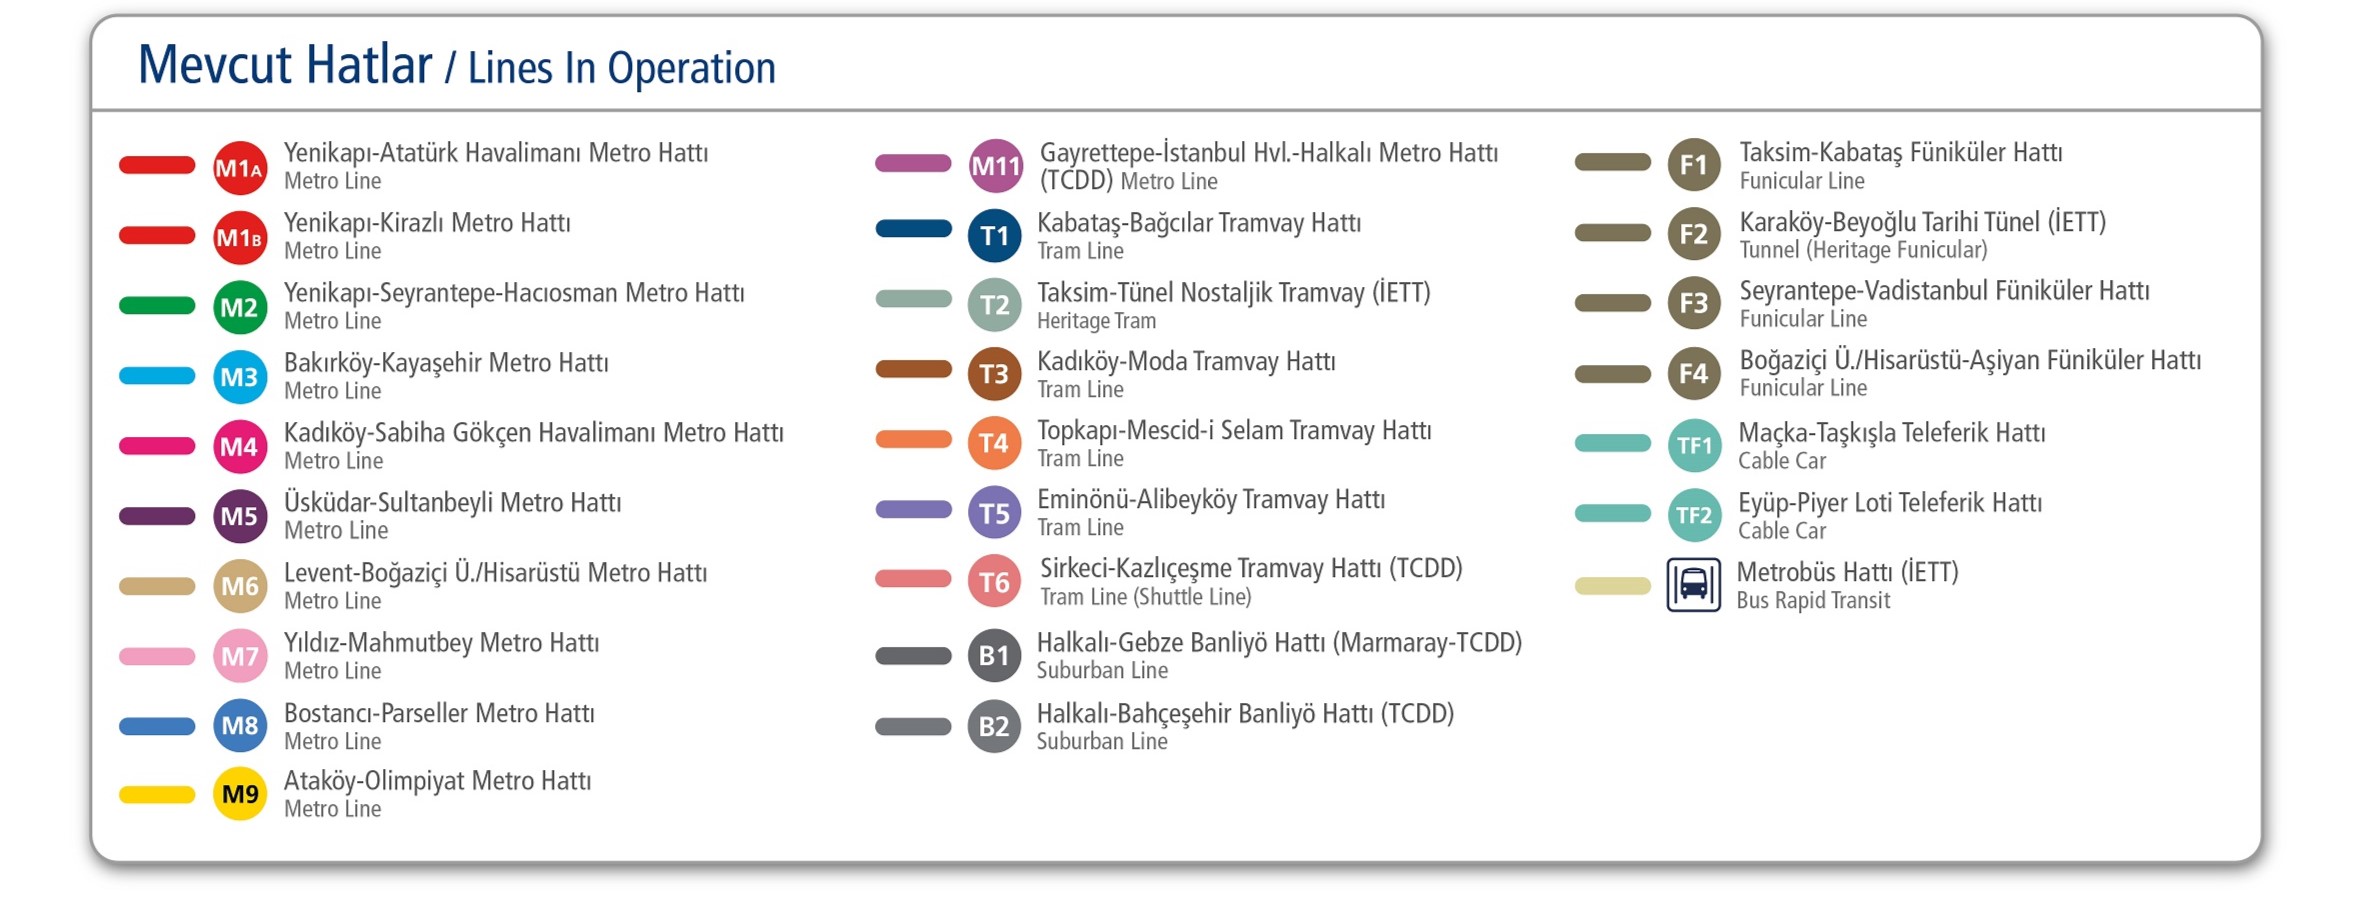 Mevcut Hatlar / Lines In Operation
M1A Yenikapı-Atatürk Havalimanı Metro Hattı
Metro Line
M1B Yenikapı-Kirazlı Metro Hattı
Metro Line
M2 Yenikapı-Seyrantepe-Hacıosman Metro Hattı
Metro Line
M3 Bakırköy-Kayaşehir Metro Hattı
Metro Line
M4 Kadıköy-Sabiha Gökçen Havalimanı Metro Hattı
Metro Line
M5 Üsküdar-Sultanbeyli Metro Hattı
Metro Line
M6 Levent-Boğaziçi Ü./Hisarüstü Metro Hattı
Metro Line
M7 Yıldız-Mahmutbey Metro Hattı
Metro Line
M8 Bostancı-Parseller Metro Hattı
Metro Line
M9 Ataköy-Olimpiyat Metro Hattı
Metro Line
M11 Gayrettepe-İstanbul Hvl.-Halkalı Metro Hattı
(TCDD) Metro Line
T1 Kabataş-Bağcılar Tramvay Hattı
Tram Line
T2 Taksim-Tünel Nostaljik Tramvay (İETT)
Heritage Tram
T3 Kadıköy-Moda Tramvay Hattı
Tram Line
T4 Topkapı-Mescid-i Selam Tramvay Hattı
Tram Line
T5 Eminönü-Alibeyköy Tramvay Hattı
Tram Line
T6 Sirkeci-Kazlıçeşme Tramvay Hattı (TCDD)
Tram Line (Shuttle Line)
B1 Halkalı-Gebze Banliyö Hattı (Marmaray-TCDD)
Suburban Line
B2 Halkalı-Bahçeşehir Banliyö Hattı (TCDD)
Suburban Line
F1 Taksim-Kabataş Füniküler Hattı
Funicular Line
F2 Karaköy-Beyoğlu Tarihi Tünel (İETT)
Tunnel (Heritage Funicular)
F3 Seyrantepe-Vadistanbul Füniküler Hattı
Funicular Line
F4 Boğaziçi Ü./Hisarüstü-Aşiyan Füniküler Hattı
Funicular Line
TF1 Maçka-Taşkışla Teleferik Hattı
Cable Car
TF2 Eyüp-Piyer Loti Teleferik Hattı
Cable Car
Metrobüs Hattı (İETT)
Bus Rapid Transit